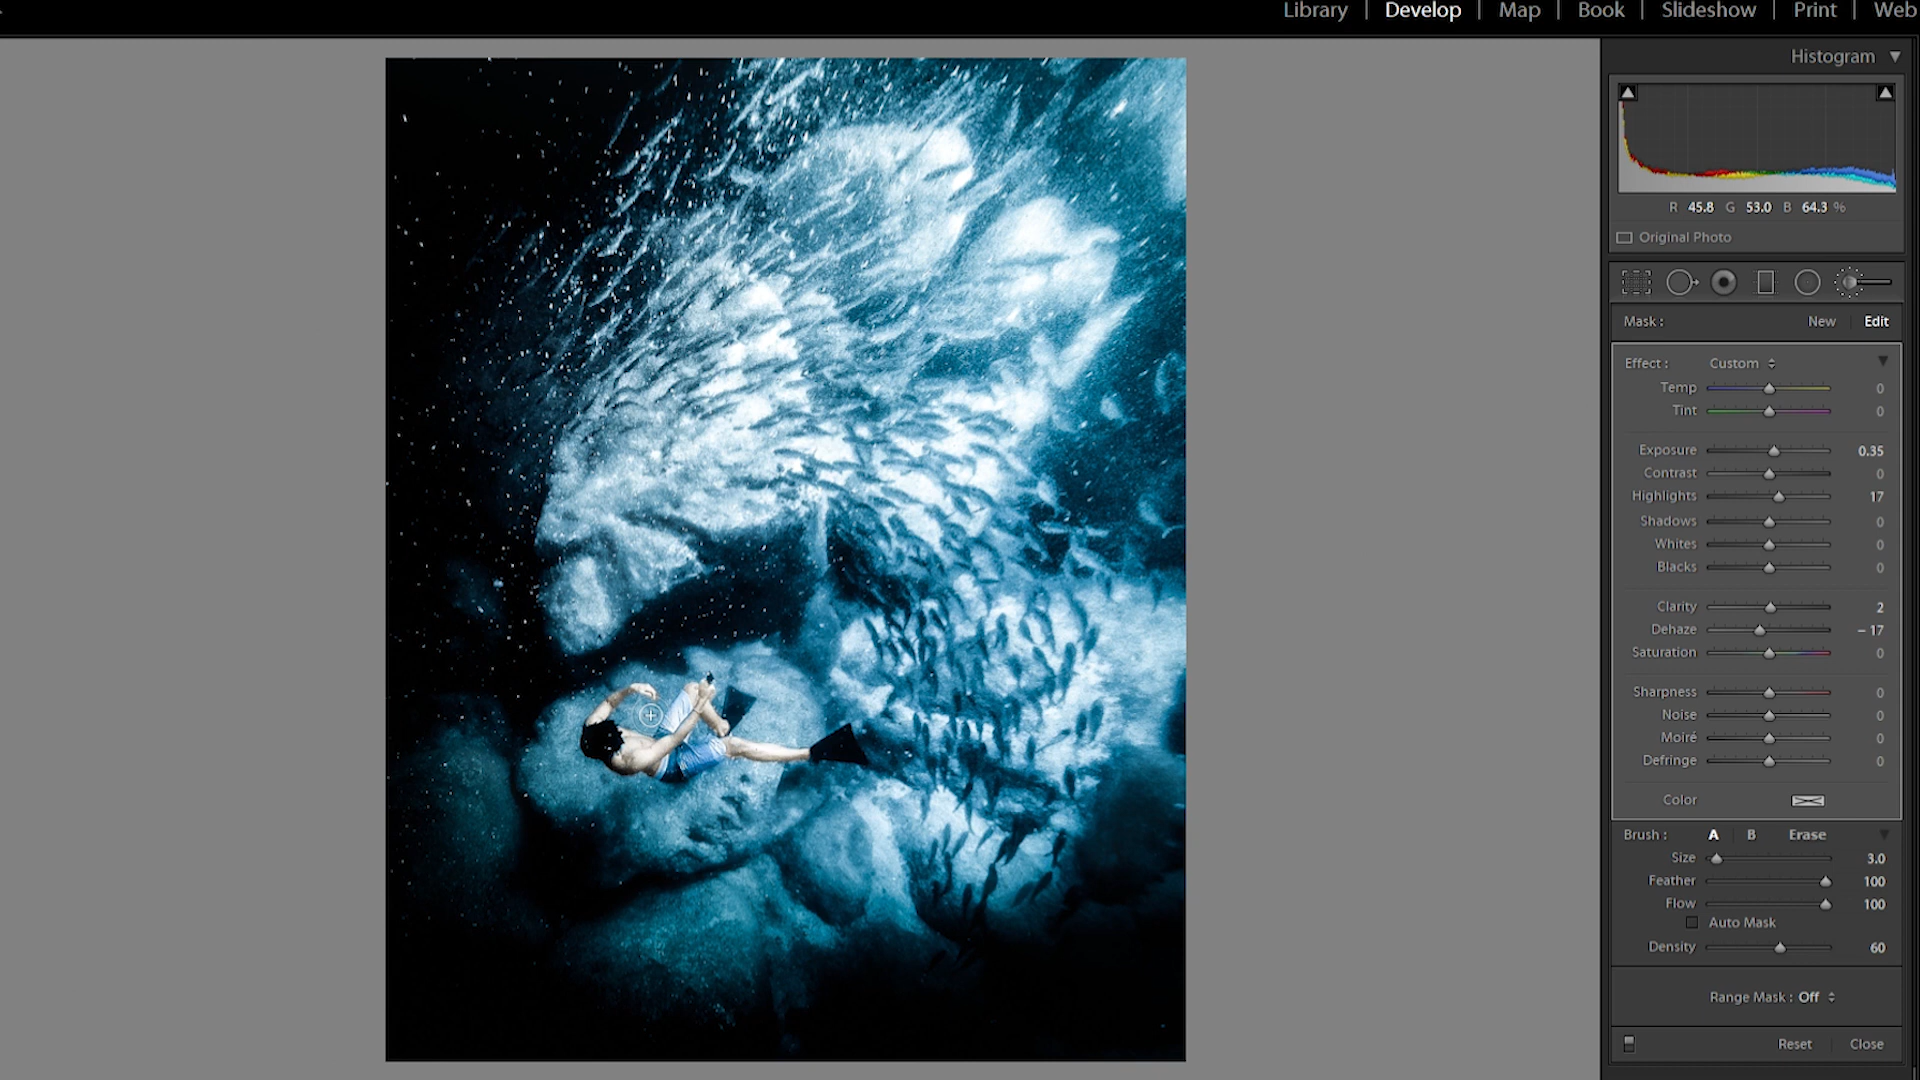 Library | Develop | Map | Book | Slideshow | Print | Web
Histogram
R 45.8 G 53.0 B 64.3 %
Original Photo
Mask : New Edit
Effect : Custom
Temp 0
Tint 0
Exposure 0.35
Contrast 0
Highlights 17
Shadows 0
Whites 0
Blacks 0
Clarity 2
Dehaze – 17
Saturation 0
Sharpness 0
Noise 0
Moiré 0
Defringe 0
Color
Brush : A B Erase
Size 3.0
Feather 100
Flow 100
Auto Mask
Density 60
Range Mask : Off
Reset Close